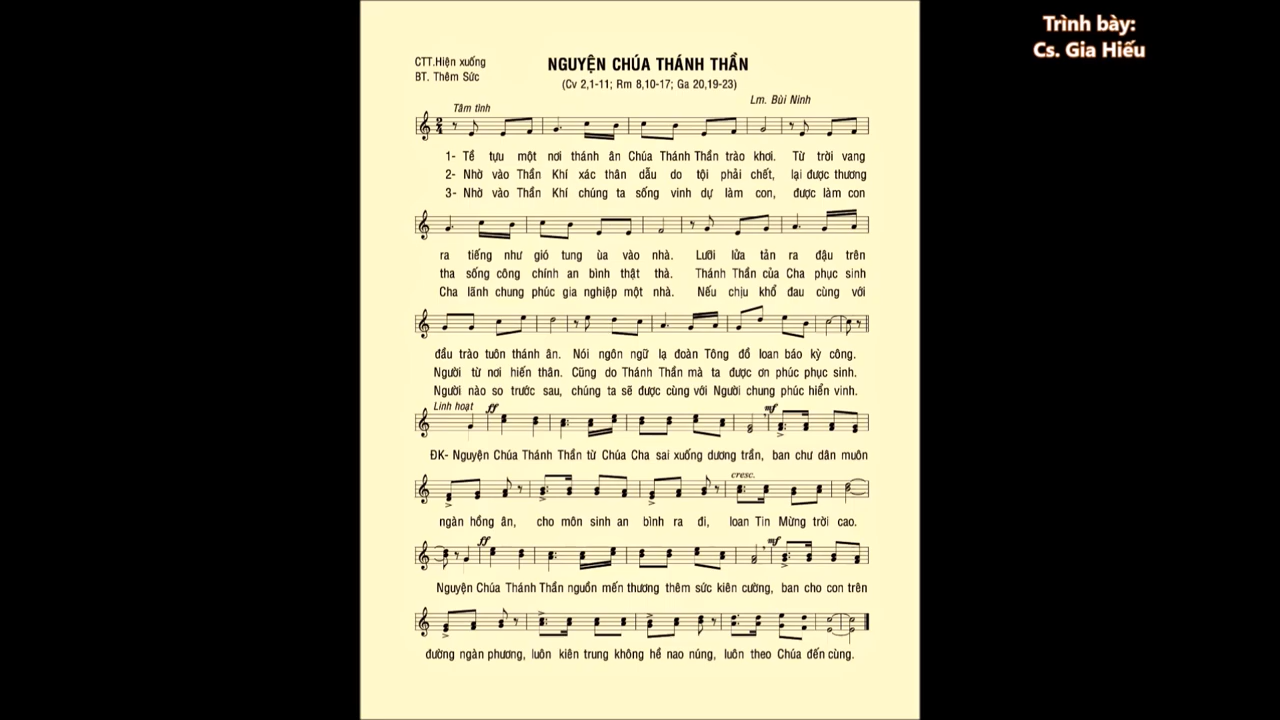 Trình bày:
Cs. Gia Hiếu
CTT.Hiện xuống
BT. Thêm Sức
NGUYỆN CHÚA THÁNH THẦN
(Cv 2,1-11; Rm 8,10-17; Ga 20,19-23)
Lm. Bùi Ninh
Tâm tình
1- Tề tựu một nơi thánh ân Chúa Thánh Thần trào khơi. Từ trời vang
2- Nhờ vào Thần Khí xác thân dẫu do tội phải chết, lại được thương
3- Nhờ vào Thần Khí chúng ta sống vinh dự làm con, được làm con
ra tiếng như gió tung ùa vào nhà. Lưỡi lửa tản ra đậu trên
tha sống công chính an bình thật thà. Thánh Thần của Cha phục sinh
Cha lãnh chung phúc gia nghiệp một nhà. Nếu chịu khổ đau cùng với
đầu trào tuôn thánh ân. Nói ngôn ngữ lạ đoàn Tông đồ loan báo kỳ công.
Người từ nơi hiến thân. Cũng do Thánh Thần mà ta được ơn phúc phục sinh.
Người nào so trước sau, chúng ta sẽ được cùng với Người chung phúc hiển vinh.
Linh hoạt ff mf
ĐK- Nguyện Chúa Thánh Thần từ Chúa Cha sai xuống dương trần, ban chư dân muôn
cresc.
ngàn hồng ân, cho môn sinh an bình ra đi, loan Tin Mừng trời cao.
ff mf
Nguyện Chúa Thánh Thần nguồn mến thương thêm sức kiên cường, ban cho con trên
đường ngàn phương, luôn kiên trung không hề nao núng, luôn theo Chúa đến cùng.